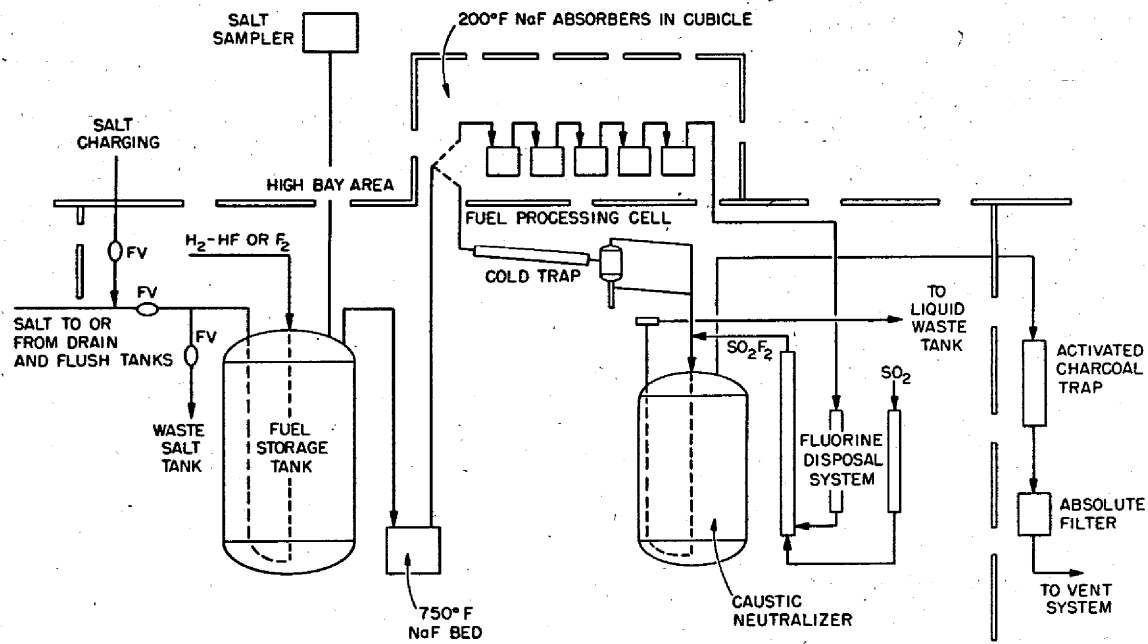 200°F NaF ABSORBERS IN CUBICLE
SALT
SAMPLER
SALT
CHARGING
HIGH BAY AREA
FUEL PROCESSING CELL
FV
H2-HF OR F2
COLD TRAP
FV
SALT TO OR
FROM DRAIN
AND FLUSH TANKS
FV
TO
LIQUID
WASTE
TANK
SO2F2
SO2
ACTIVATED
CHARCOAL
TRAP
WASTE
SALT
TANK
FUEL
STORAGE
TANK
FLUORINE
DISPOSAL
SYSTEM
ABSOLUTE
FILTER
750°F
NaF BED
CAUSTIC
NEUTRALIZER
TO VENT
SYSTEM